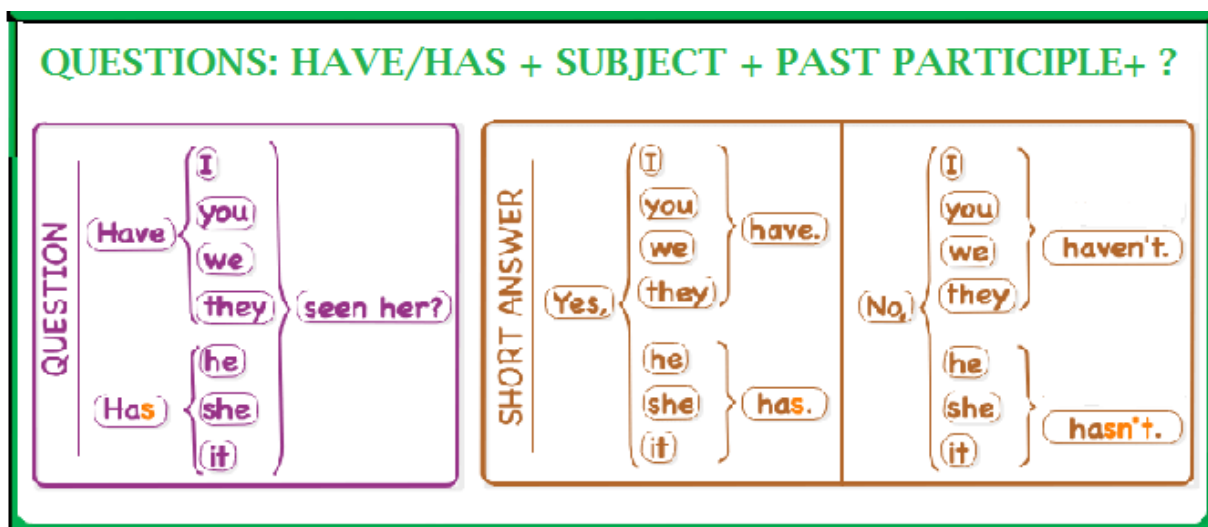 QUESTIONS: HAVE/HAS + SUBJECT + PAST PARTICIPLE+ ?
QUESTION
Have
I
you
we
they
Has
he
she
it
seen her?
SHORT ANSWER
Yes,
I
you
we
they
have.
he
she
it
has.
No,
I
you
we
they
haven't.
he
she
it
hasn't.